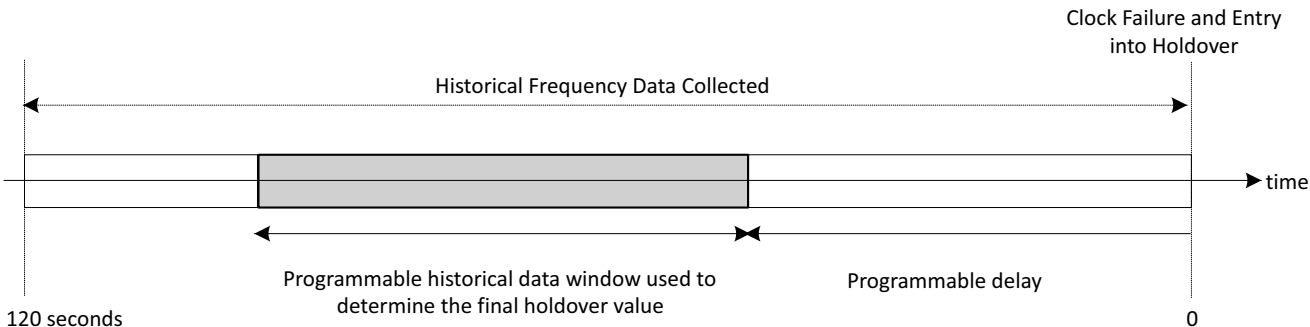 Clock Failure and Entry
into Holdover
Historical Frequency Data Collected
time
Programmable historical data window used to
determine the final holdover value
Programmable delay
120 seconds
0